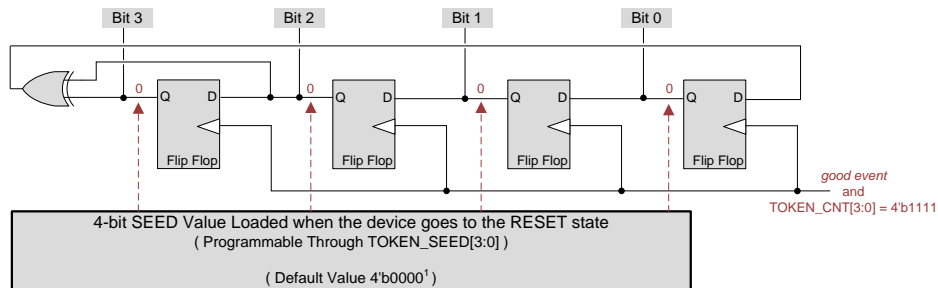 Bit 3 Bit 2 Bit 1 Bit 0
0 0 0 0
Q D Q D Q D Q D
Flip Flop Flip Flop Flip Flop Flip Flop
good event
and
TOKEN_CNT[3:0] = 4'b1111
4-bit SEED Value Loaded when the device goes to the RESET state
( Programmable Through TOKEN_SEED[3:0] )
( Default Value 4'b0000¹ )